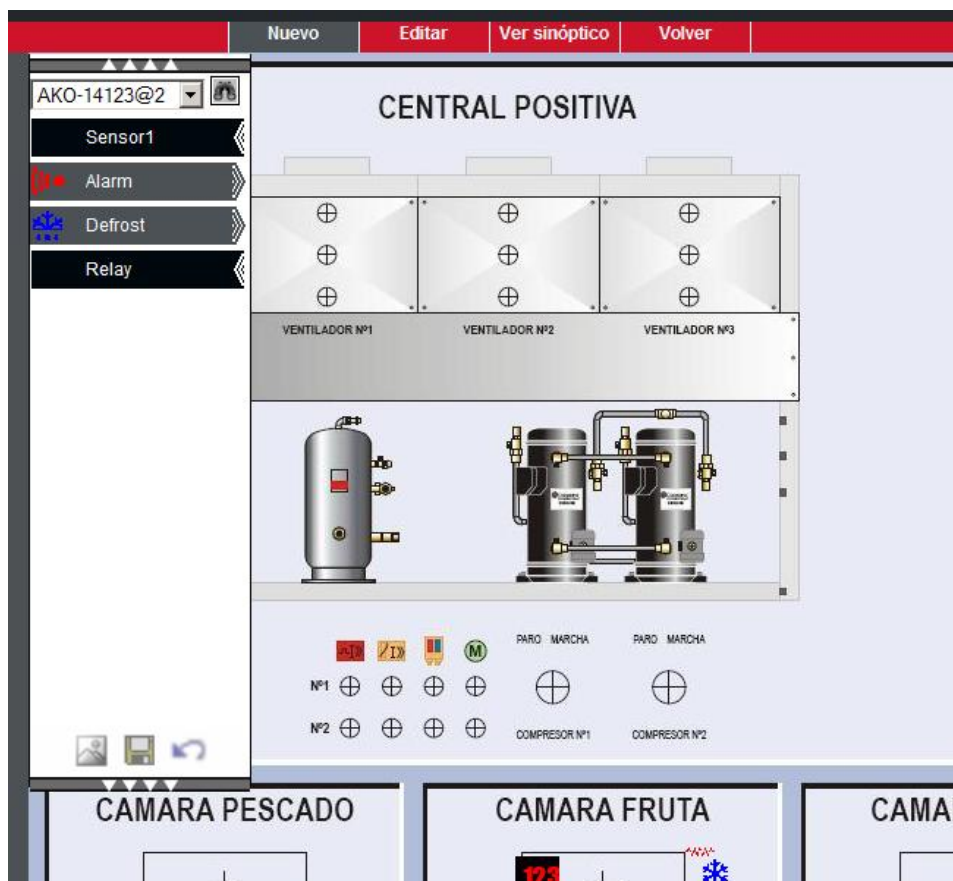 Nuevo Editar Ver sinóptico Volver
AKO-14123@2
Sensor1
Alarm
Defrost
Relay
CENTRAL POSITIVA
VENTILADOR Nº1 VENTILADOR Nº2 VENTILADOR Nº3
PARO MARCHA PARO MARCHA
M
Nº1
Nº2
COMPRESOR Nº1 COMPRESOR Nº2
CAMARA PESCADO CAMARA FRUTA CAMA
123